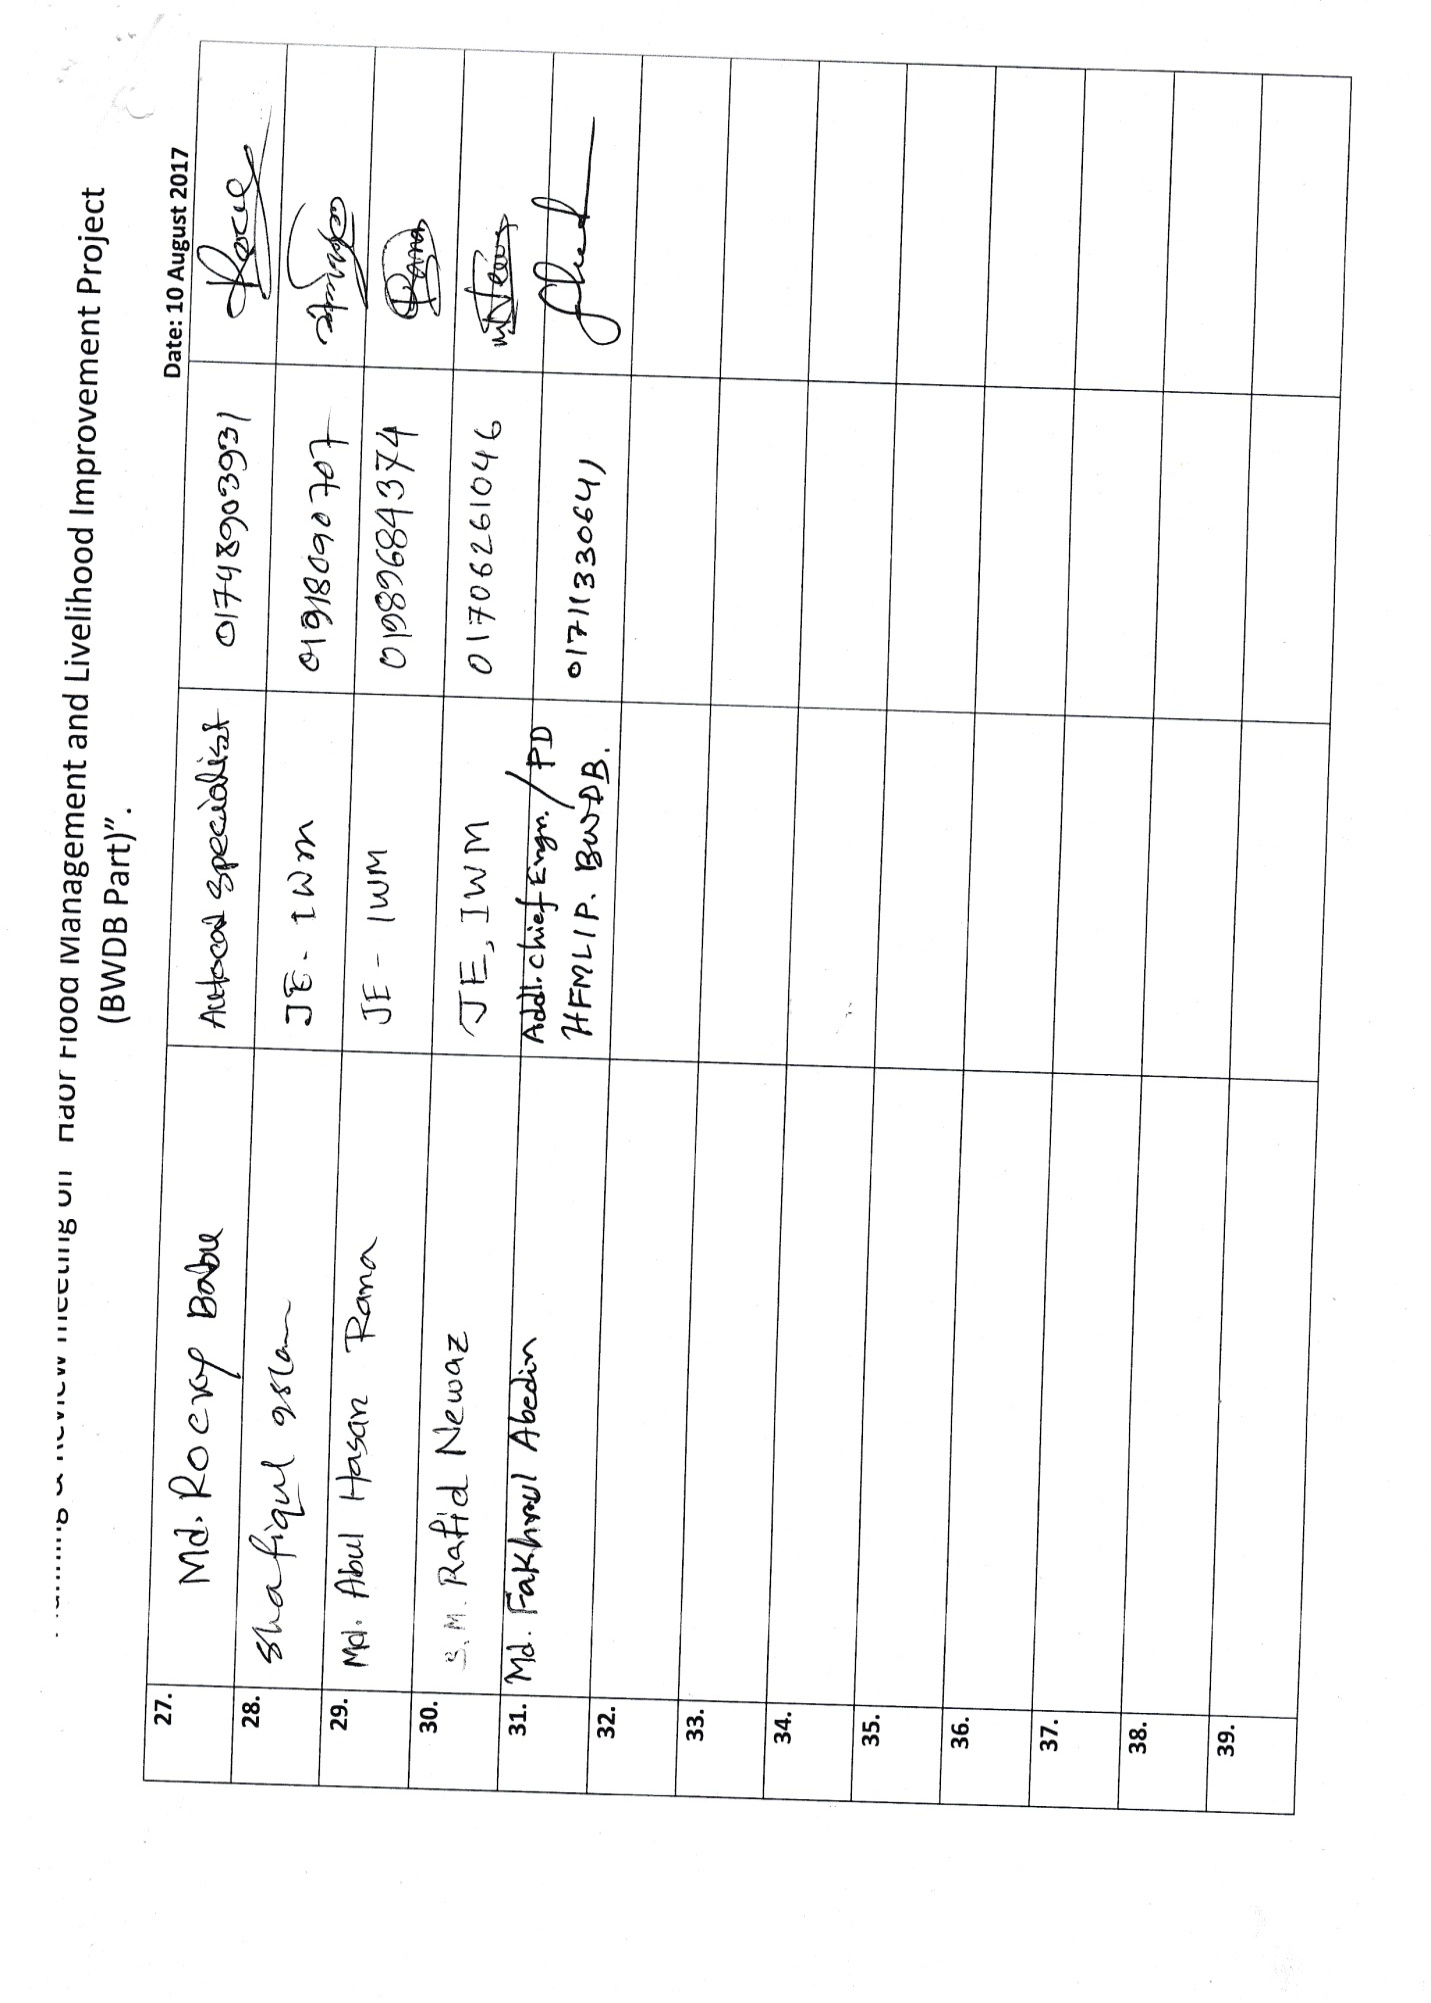 Planning & Review meeting on "Haor Flood Management and Livelihood Improvement Project
(BWDB Part)".
Date: 10 August 2017
27. Md. Rocky Babu Autocad Specialist 01748903931
28. Shafiqul Islam JE - IWM 01918090707
29. Md. Abul Hasan Rana JE - IWM 01989684374 Rana
30. S.M. Rafid Newaz JE, IWM 01706261046
31. Md. Fakhrul Abedin Addl. Chief Engr. / PD
HFMLIP. BWDB. 01711330641
32.
33.
34.
35.
36.
37.
38.
39.